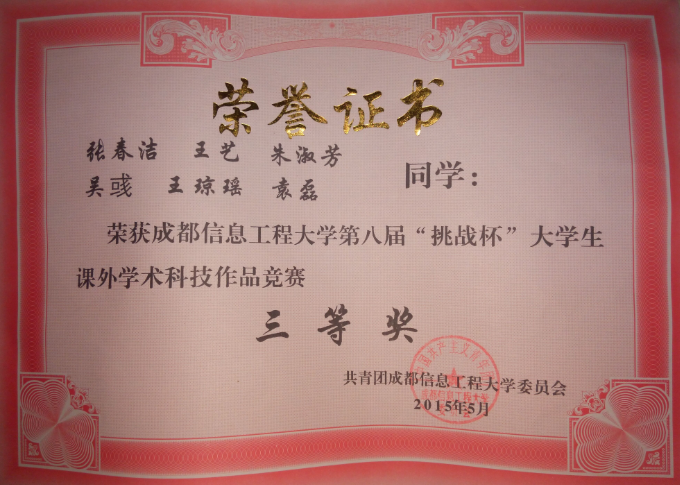 荣誉证书
张春洁 王艺 朱淑芳
吴彧 王琼瑶 袁磊
同学：
荣获成都信息工程大学第八届“挑战杯”大学生
课外学术科技作品竞赛
三等奖
共青团成都信息工程大学委员会
2015年5月